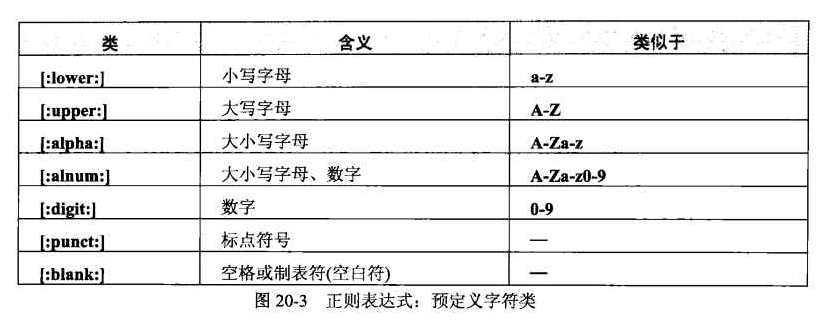 类 含义 类似于
[:lower:] 小写字母 a-z
[:upper:] 大写字母 A-Z
[:alpha:] 大小写字母 A-Za-z
[:alnum:] 大小写字母、数字 A-Za-z0-9
[:digit:] 数字 0-9
[:punct:] 标点符号 —
[:blank:] 空格或制表符(空白符) —
图 20-3 正则表达式：预定义字符类